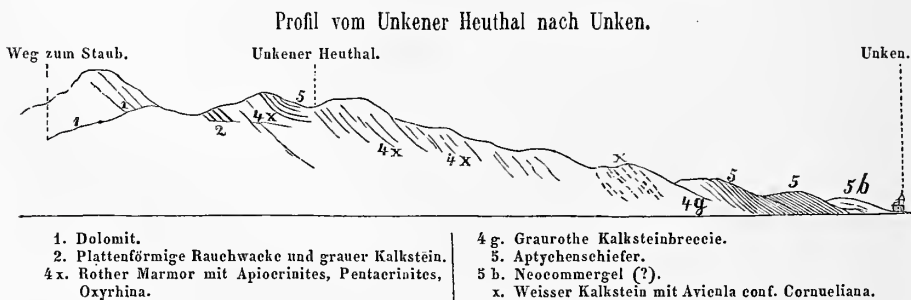 Profil vom Unkener Heuthal nach Unken.
Weg zum Staub. Unkener Heuthal. Unken.
5
1 2 4x 4x 4x x 5 5 5b
4g
1. Dolomit.
2. Plattenförmige Rauchwacke und grauer Kalkstein.
4x. Rother Marmor mit Apiocrinites, Pentacrinites,
Oxyrhina.
4g. Graurothe Kalksteinbreccie.
5. Aptychenschiefer.
5b. Neocommergel (?).
x. Weisser Kalkstein mit Avicula conf. Cornueliana.